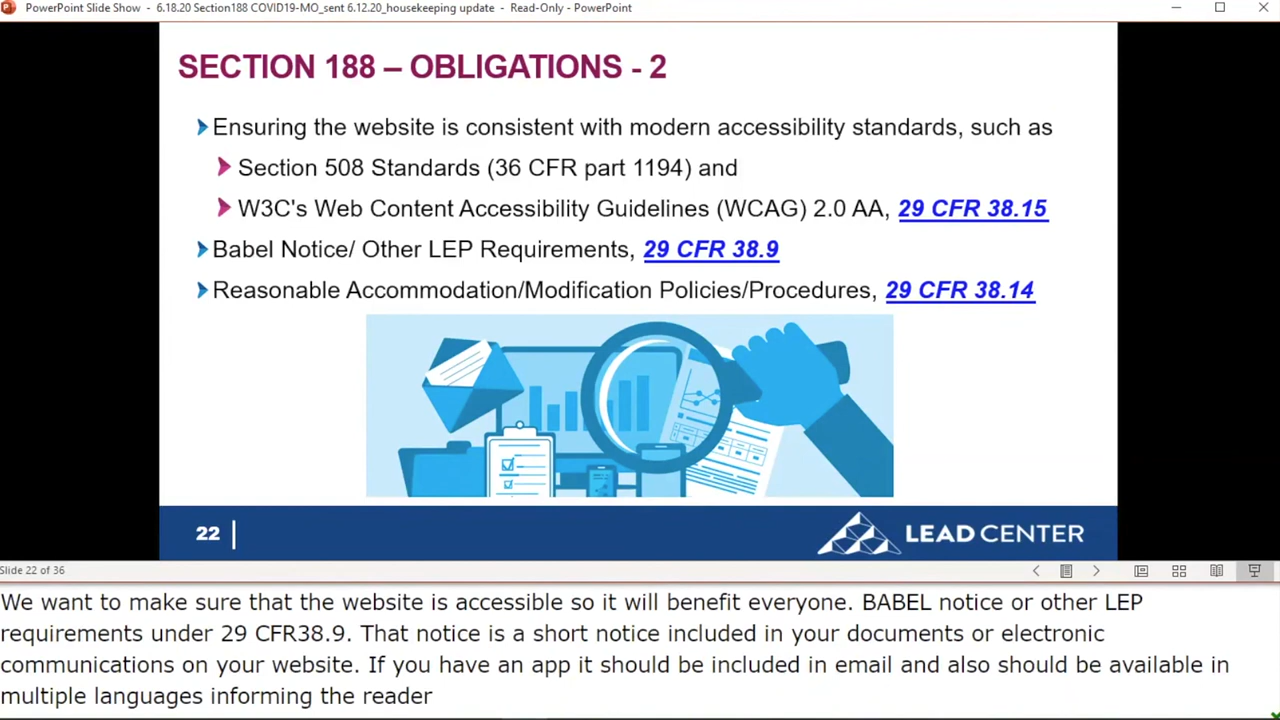 PowerPoint Slide Show - 6.18.20 Section188 COVID19-MO_sent 6.12.20_housekeeping update - Read-Only - PowerPoint
SECTION 188 – OBLIGATIONS - 2
Ensuring the website is consistent with modern accessibility standards, such as
Section 508 Standards (36 CFR part 1194) and
W3C's Web Content Accessibility Guidelines (WCAG) 2.0 AA, 29 CFR 38.15
Babel Notice/ Other LEP Requirements, 29 CFR 38.9
Reasonable Accommodation/Modification Policies/Procedures, 29 CFR 38.14
22
LEAD CENTER
Slide 22 of 36
We want to make sure that the website is accessible so it will benefit everyone. BABEL notice or other LEP
requirements under 29 CFR38.9. That notice is a short notice included in your documents or electronic
communications on your website. If you have an app it should be included in email and also should be available in
multiple languages informing the reader